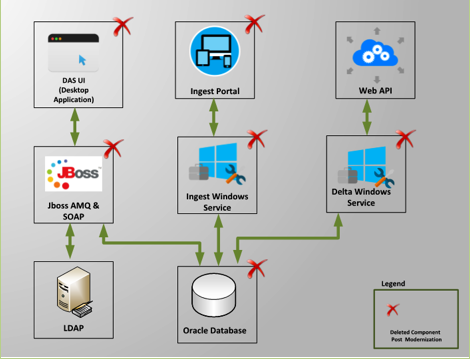 DAS UI
(Desktop
Application)
Ingest Portal
Web API
JBoss
Jboss AMQ &
SOAP
Ingest Windows
Service
Delta Windows
Service
LDAP
Oracle Database
Legend
Deleted Component
Post Modernization